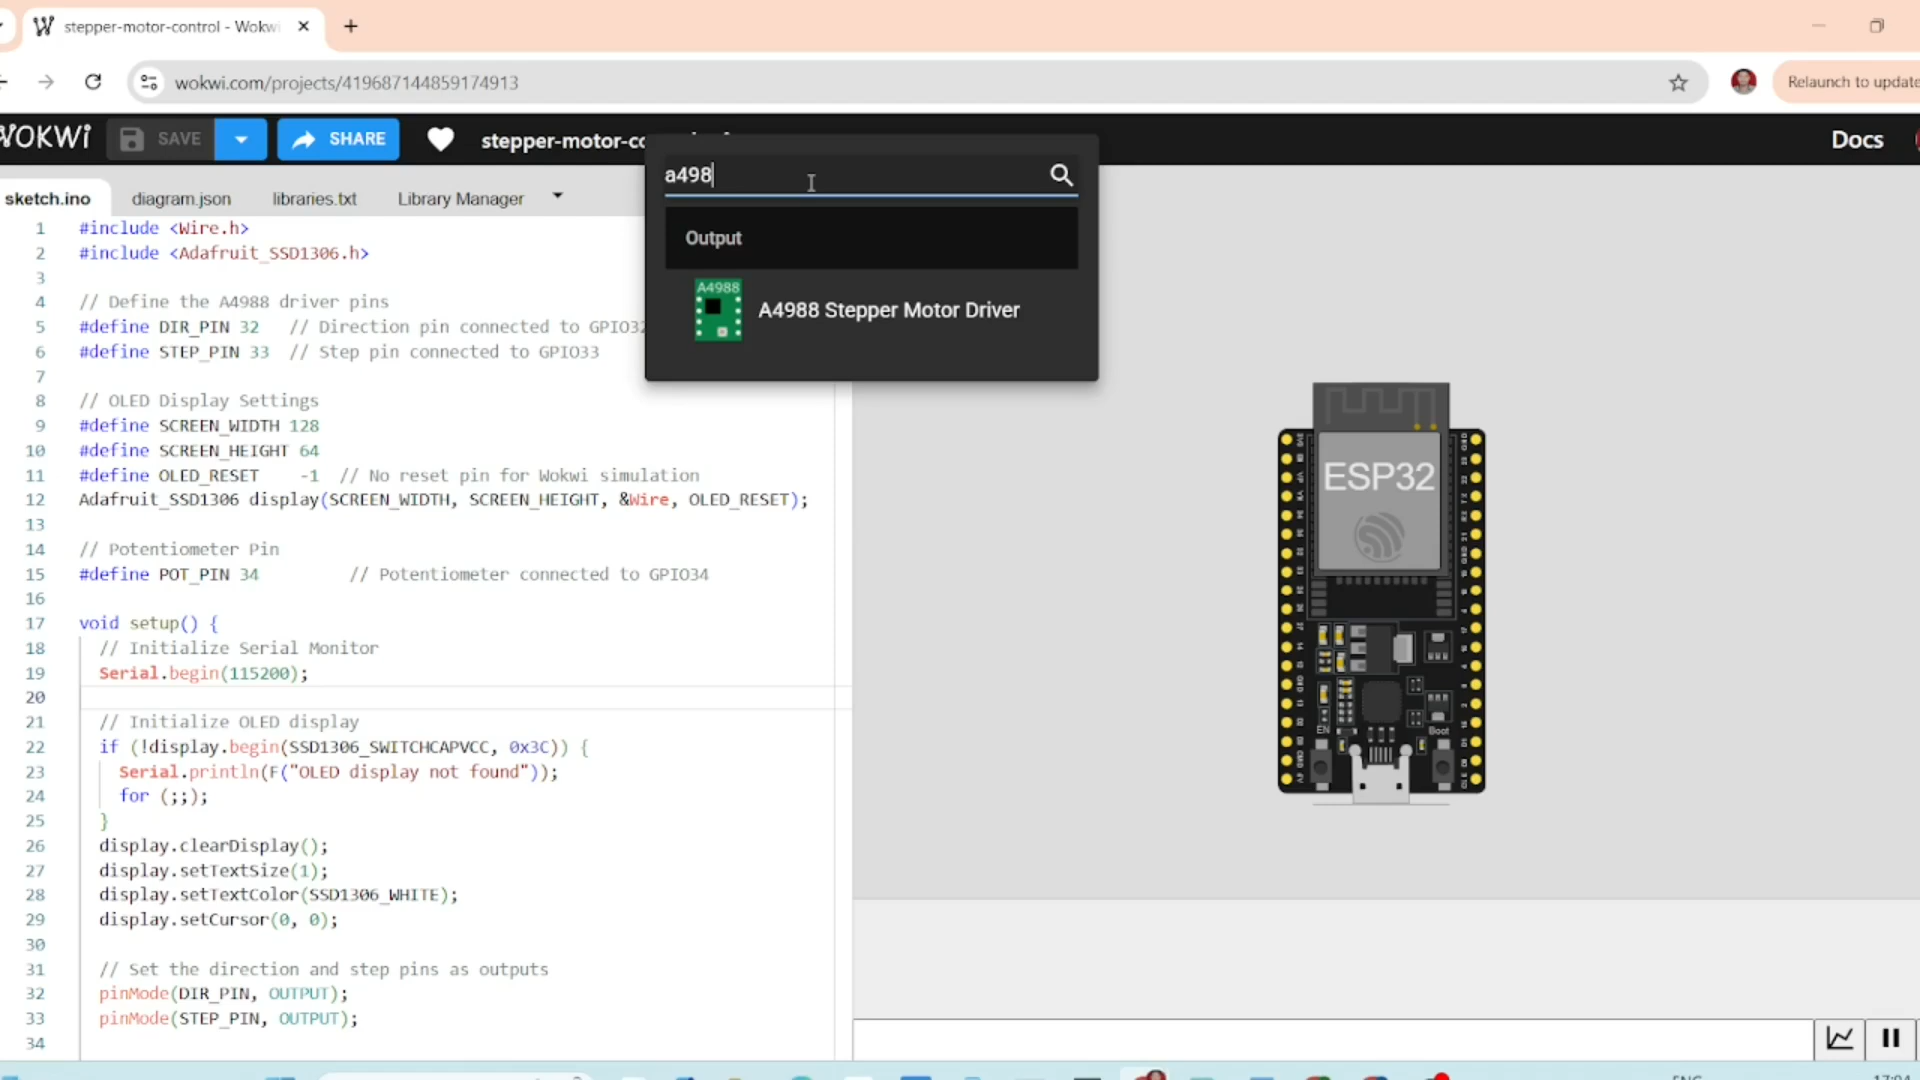 stepper-motor-control - Wokwi
wokwi.com/projects/419687144859174913
Relaunch to update
WOKWi
SAVE
SHARE
stepper-motor-co
Docs
a498
Output
A4988
A4988 Stepper Motor Driver
sketch.ino
diagram.json
libraries.txt
Library Manager
1 #include <Wire.h>
2 #include <Adafruit_SSD1306.h>
3
4 // Define the A4988 driver pins
5 #define DIR_PIN 32 // Direction pin connected to GPIO32
6 #define STEP_PIN 33 // Step pin connected to GPIO33
7
8 // OLED Display Settings
9 #define SCREEN_WIDTH 128
10 #define SCREEN_HEIGHT 64
11 #define OLED_RESET -1 // No reset pin for Wokwi simulation
12 Adafruit_SSD1306 display(SCREEN_WIDTH, SCREEN_HEIGHT, &Wire, OLED_RESET);
13
14 // Potentiometer Pin
15 #define POT_PIN 34 // Potentiometer connected to GPIO34
16
17 void setup() {
18 // Initialize Serial Monitor
19 Serial.begin(115200);
20
21 // Initialize OLED display
22 if (!display.begin(SSD1306_SWITCHCAPVCC, 0x3C)) {
23 Serial.println(F("OLED display not found"));
24 for (;;);
25 }
26 display.clearDisplay();
27 display.setTextSize(1);
28 display.setTextColor(SSD1306_WHITE);
29 display.setCursor(0, 0);
30
31 // Set the direction and step pins as outputs
32 pinMode(DIR_PIN, OUTPUT);
33 pinMode(STEP_PIN, OUTPUT);
34
ESP32
EN
Boot